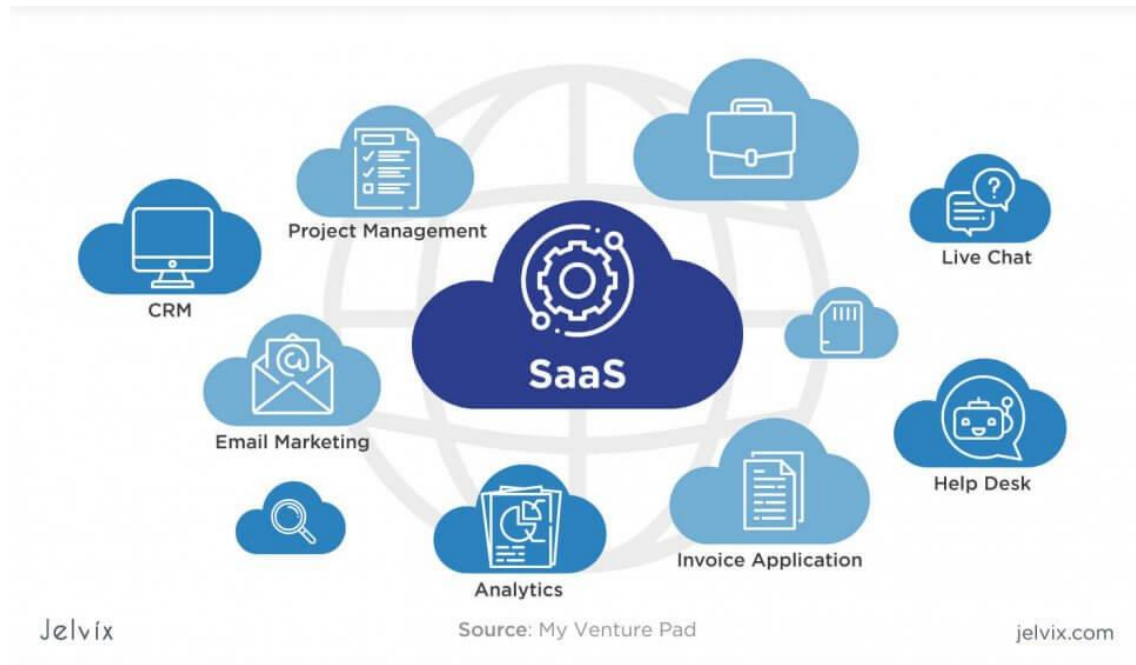 Project Management
Live Chat
CRM
SaaS
Email Marketing
Help Desk
Invoice Application
Analytics
Jelvix
Source: My Venture Pad
jelvix.com